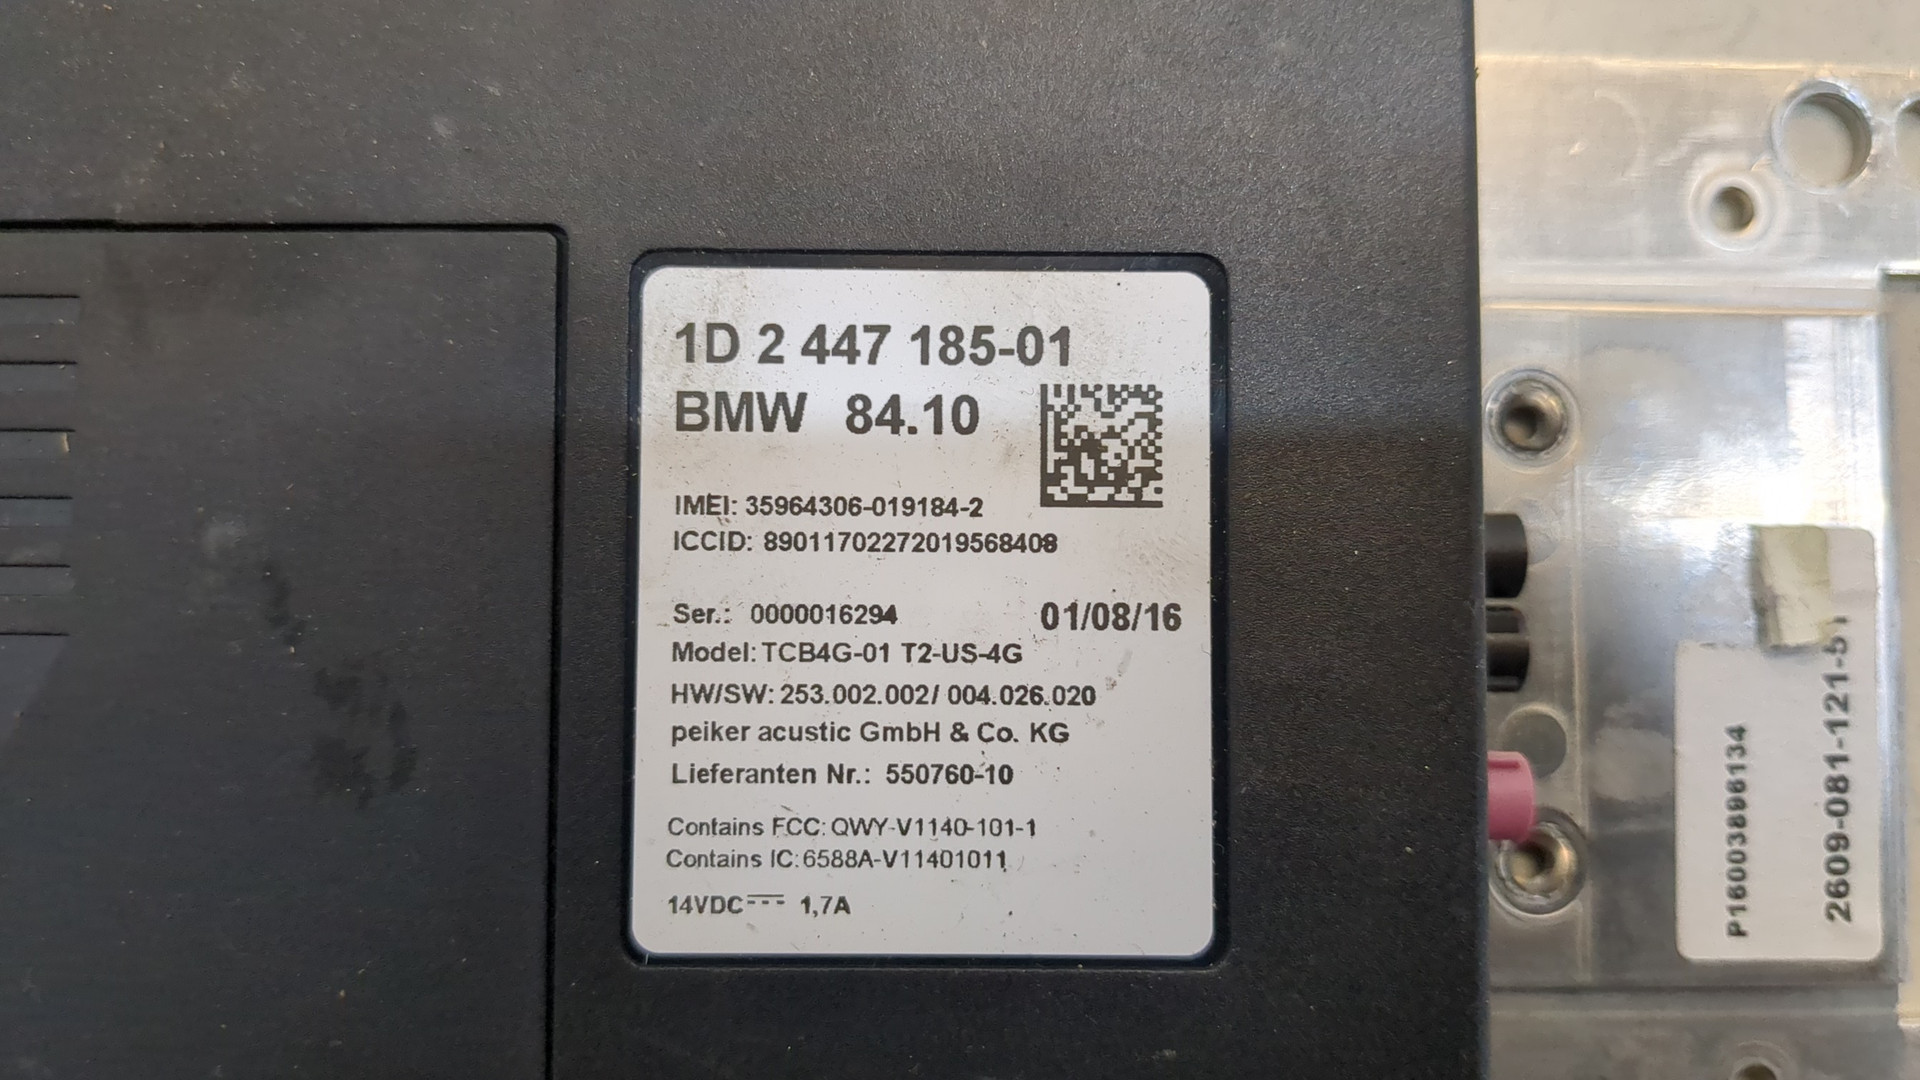 1D 2 447 185-01
BMW 84.10
IMEI: 35964306-019184-2
ICCID: 89011702272019568408
Ser.: 0000016294 01/08/16
Model: TCB4G-01 T2-US-4G
HW/SW: 253.002.002/ 004.026.020
peiker acustic GmbH & Co. KG
Lieferanten Nr.: 550760-10
Contains FCC: QWY-V1140-101-1
Contains IC: 6588A-V11401011
14VDC 1,7A
P16003896134
2609-081-121-51